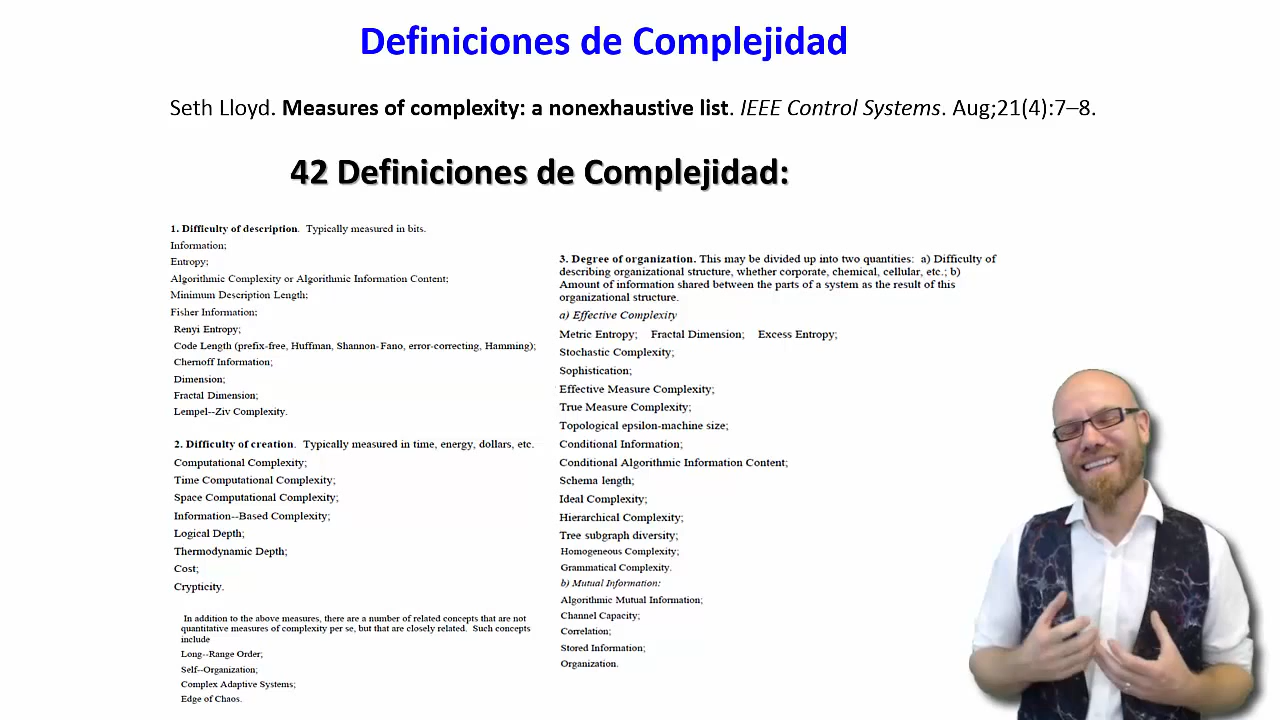 Definiciones de Complejidad
Seth Lloyd. Measures of complexity: a nonexhaustive list. IEEE Control Systems. Aug;21(4):7–8.
42 Definiciones de Complejidad:
1. Difficulty of description. Typically measured in bits.
Information;
Entropy;
Algorithmic Complexity or Algorithmic Information Content;
Minimum Description Length;
Fisher Information;
Renyi Entropy;
Code Length (prefix-free, Huffman, Shannon-Fano, error-correcting, Hamming);
Chernoff Information;
Dimension;
Fractal Dimension;
Lempel--Ziv Complexity.
2. Difficulty of creation. Typically measured in time, energy, dollars, etc.
Computational Complexity;
Time Computational Complexity;
Space Computational Complexity;
Information--Based Complexity;
Logical Depth;
Thermodynamic Depth;
Cost;
Crypticity.
In addition to the above measures, there are a number of related concepts that are not
quantitative measures of complexity per se, but that are closely related. Such concepts
include
Long--Range Order;
Self--Organization;
Complex Adaptive Systems;
Edge of Chaos.
3. Degree of organization. This may be divided up into two quantities: a) Difficulty of
describing organizational structure, whether corporate, chemical, cellular, etc.; b)
Amount of information shared between the parts of a system as the result of this
organizational structure.
a) Effective Complexity
Metric Entropy; Fractal Dimension; Excess Entropy;
Stochastic Complexity;
Sophistication;
Effective Measure Complexity;
True Measure Complexity;
Topological epsilon-machine size;
Conditional Information;
Conditional Algorithmic Information Content;
Schema length;
Ideal Complexity;
Hierarchical Complexity;
Tree subgraph diversity;
Homogeneous Complexity;
Grammatical Complexity.
b) Mutual Information:
Algorithmic Mutual Information;
Channel Capacity;
Correlation;
Stored Information;
Organization.